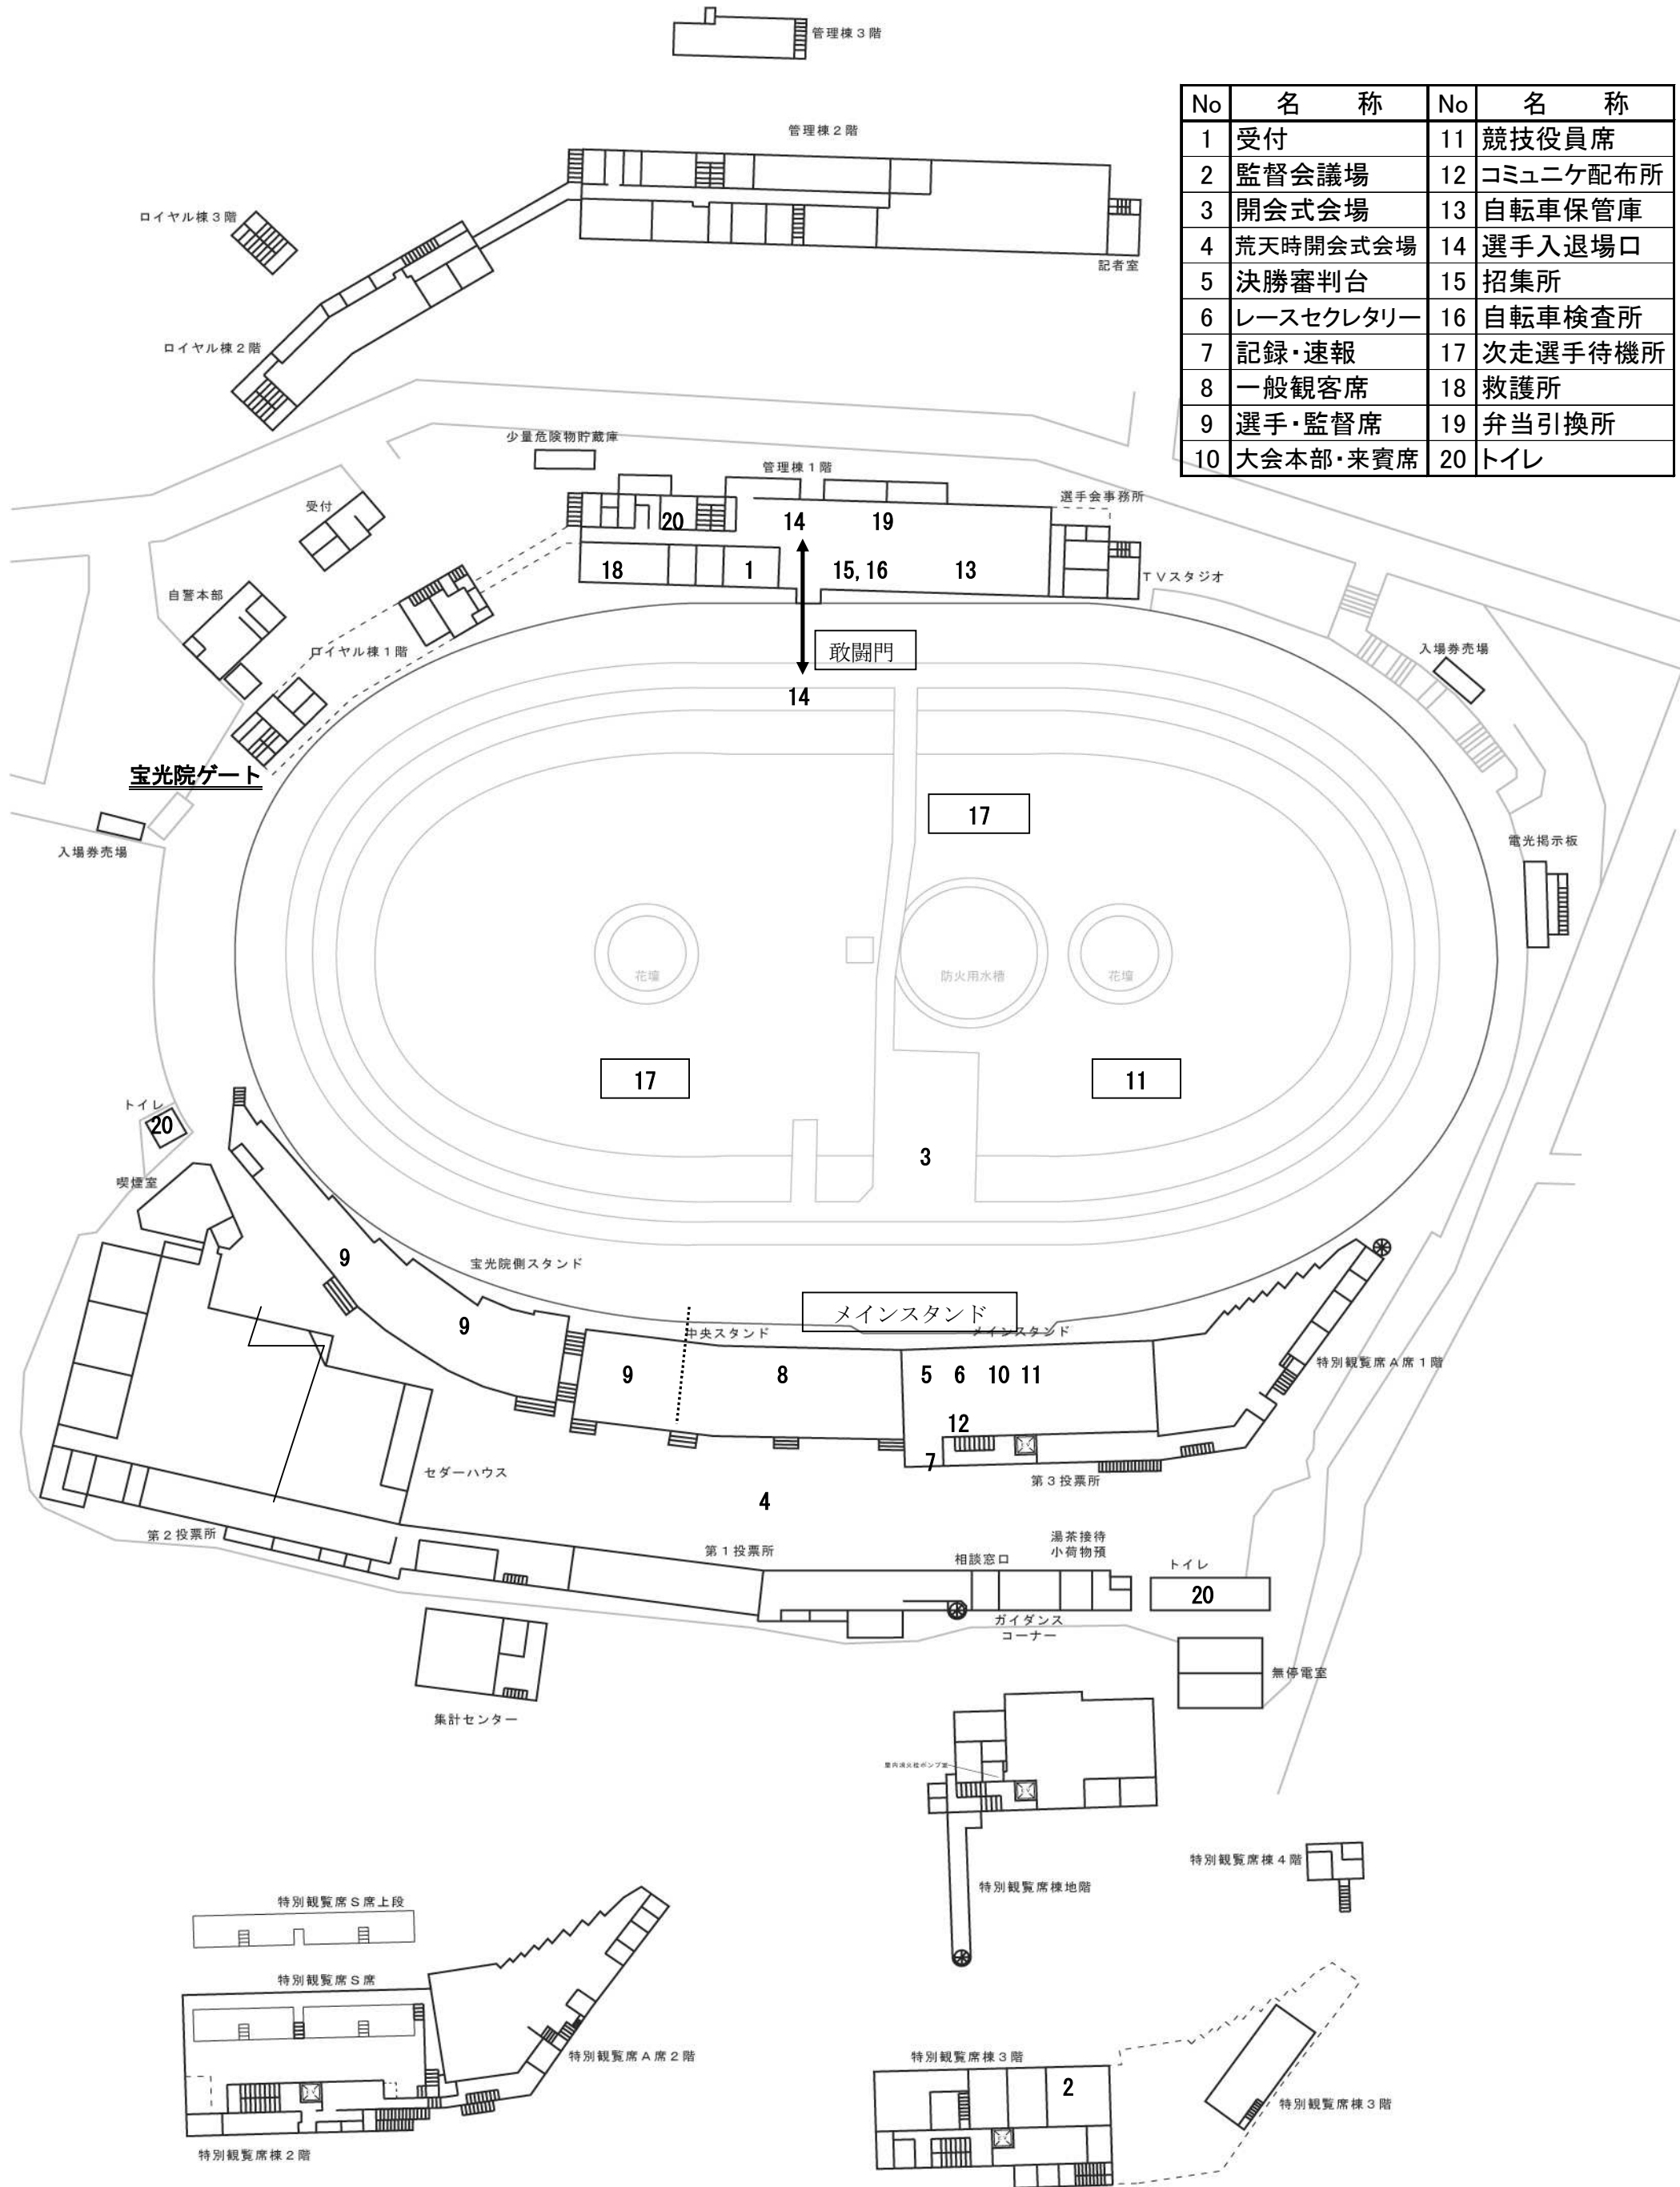 管理棟３階
No 名　　称 No 名　　称
1 受付 11 競技役員席
2 監督会議場 12 コミュニケ配布所
3 開会式会場 13 自転車保管庫
4 荒天時開会式会場 14 選手入退場口
5 決勝審判台 15 招集所
6 レースセクレタリー 16 自転車検査所
7 記録・速報 17 次走選手待機所
8 一般観客席 18 救護所
9 選手・監督席 19 弁当引換所
10 大会本部・来賓席 20 トイレ
管理棟２階
ロイヤル棟３階
記者室
ロイヤル棟２階
少量危険物貯蔵庫
管理棟１階
選手会事務所
受付
20 14 19
18 1 15, 16 13
ＴＶスタジオ
自警本部
ロイヤル棟１階
敢闘門
入場券売場
14
宝光院ゲート
17
入場券売場
電光掲示板
花壇 防火用水槽 花壇
17 11
トイレ
20
3
喫煙室
9
宝光院側スタンド
メインスタンド
9
中央スタンド メインスタンド
特別観覧席Ａ席１階
9 8 5 6 10 11
12
7
セダーハウス
第３投票所
4
第２投票所
第１投票所
湯茶接待
小荷物預
相談窓口
トイレ
20
ガイダンス
コーナー
無停電室
集計センター
屋内消火栓ポンプ室
特別観覧席棟４階
特別観覧席棟地階
特別観覧席Ｓ席上段
特別観覧席Ｓ席
特別観覧席Ａ席２階
特別観覧席棟３階
2
特別観覧席棟３階
特別観覧席棟２階